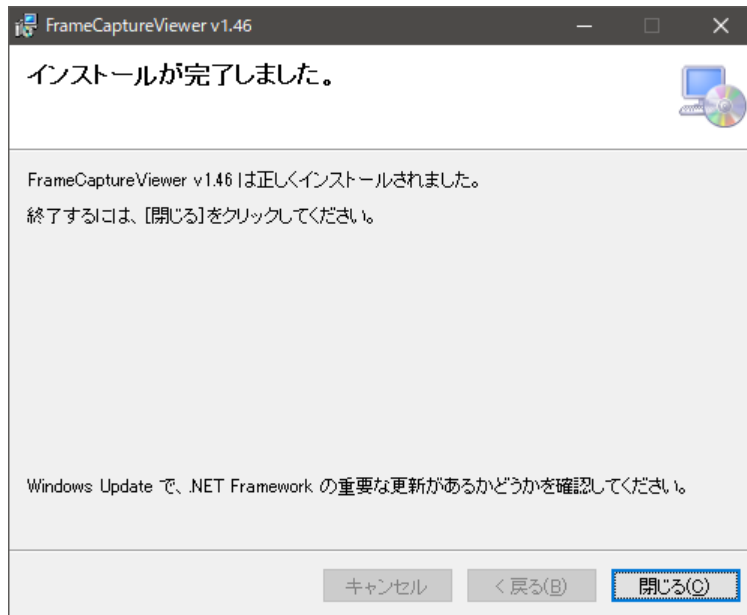 FrameCaptureViewer v1.46
インストールが完了しました。
FrameCaptureViewer v1.46 は正しくインストールされました。
終了するには、[閉じる]をクリックしてください。
Windows Update で、.NET Framework の重要な更新があるかどうかを確認してください。
キャンセル
< 戻る(B)
閉じる(C)